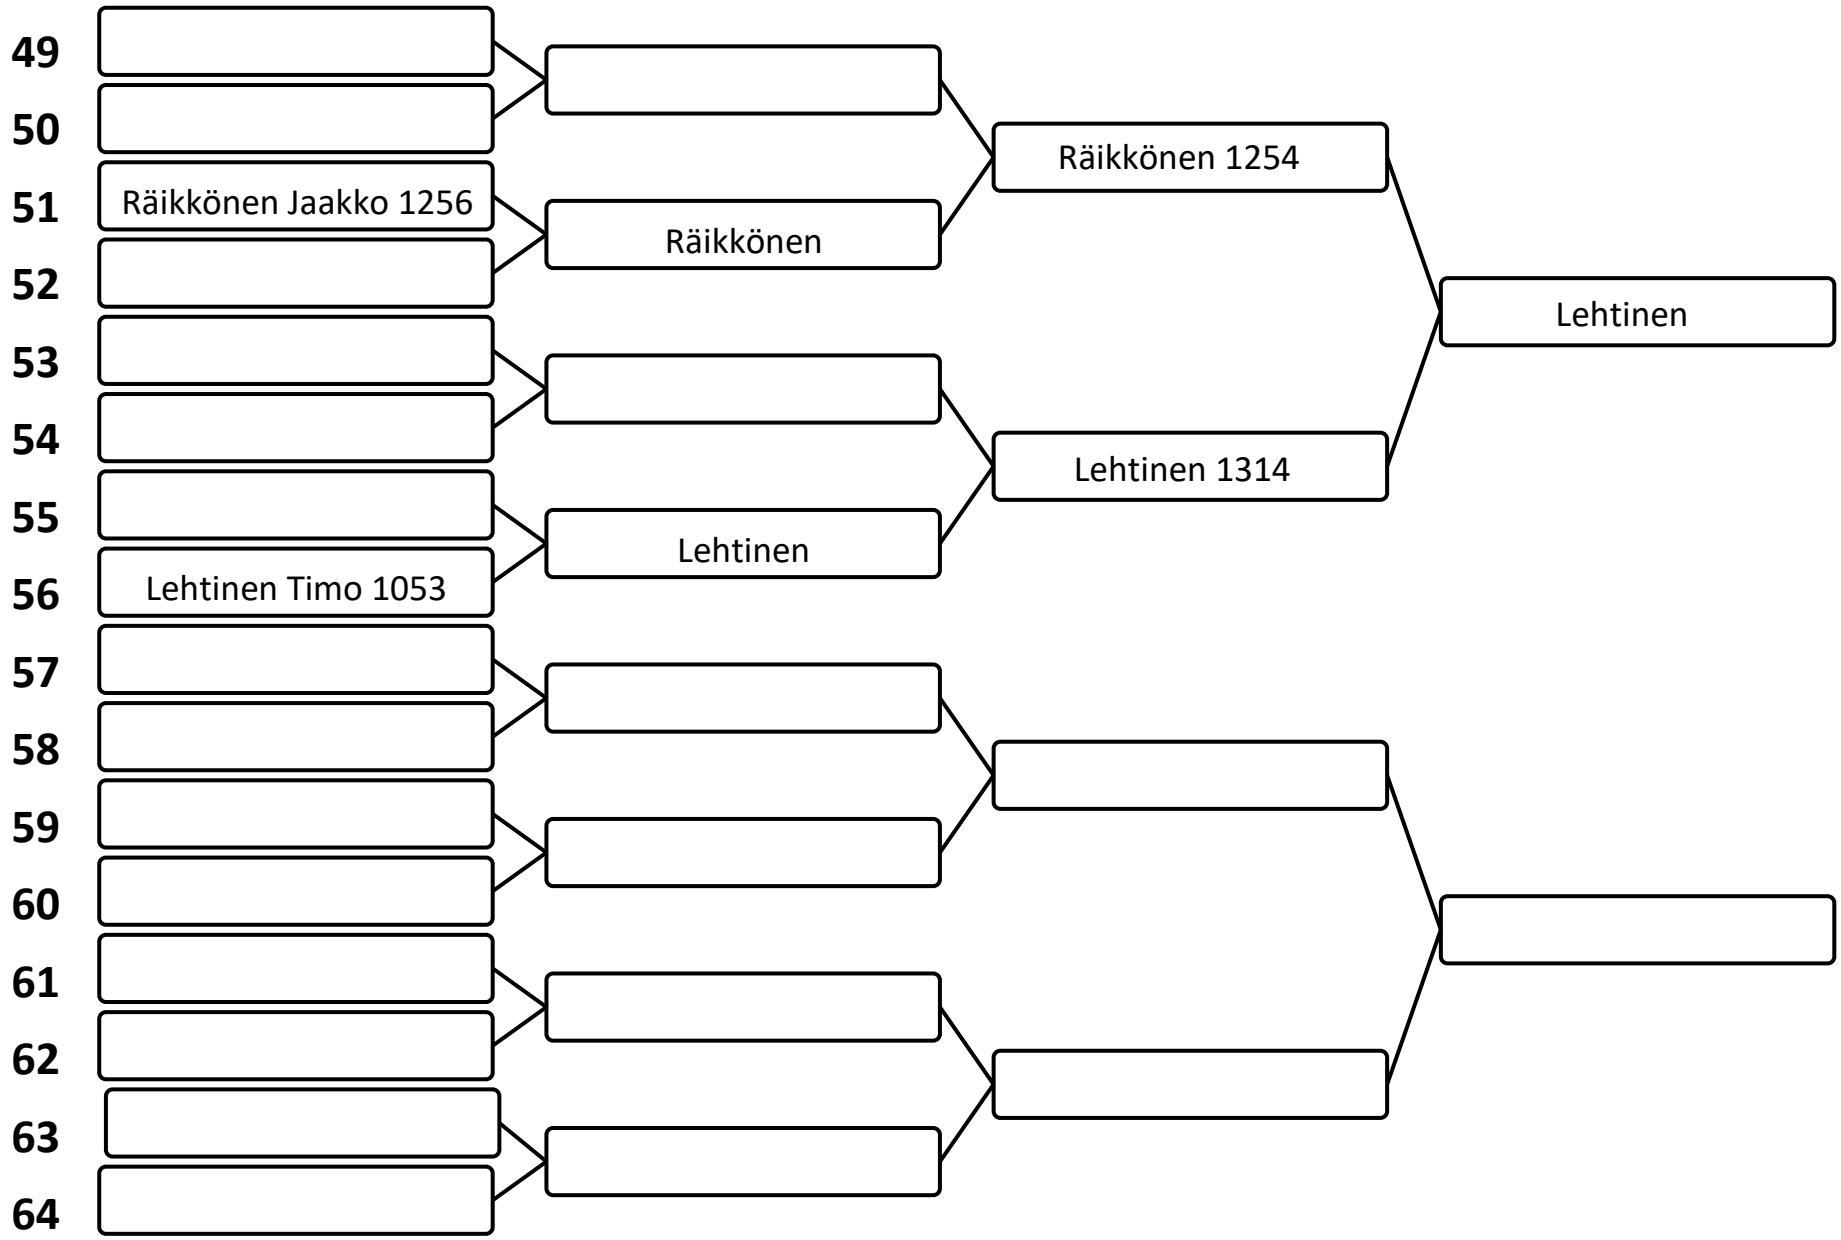 49
50
Räikkönen 1254
51
Räikkönen Jaakko 1256
Räikkönen
52
Lehtinen
53
54
Lehtinen 1314
55
Lehtinen
56
Lehtinen Timo 1053
57
58
59
60
61
62
63
64